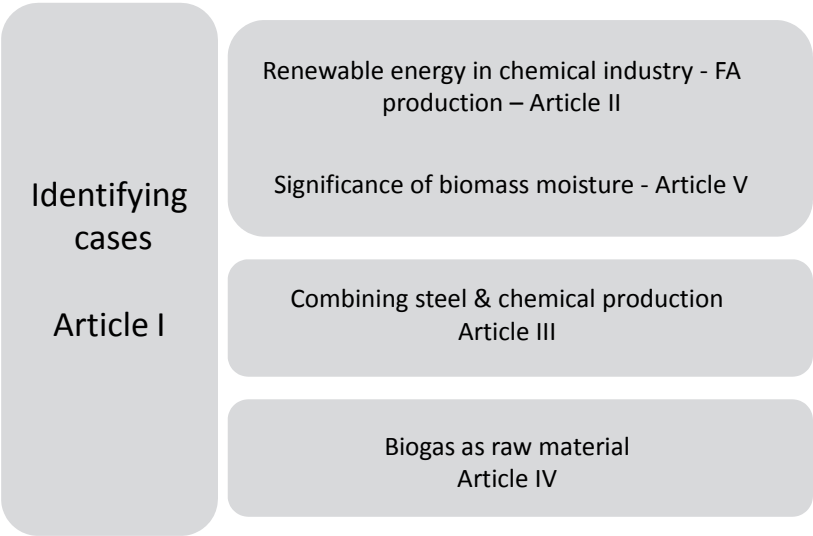 Identifying
cases
Article I
Renewable energy in chemical industry - FA
production – Article II
Significance of biomass moisture - Article V
Combining steel & chemical production
Article III
Biogas as raw material
Article IV